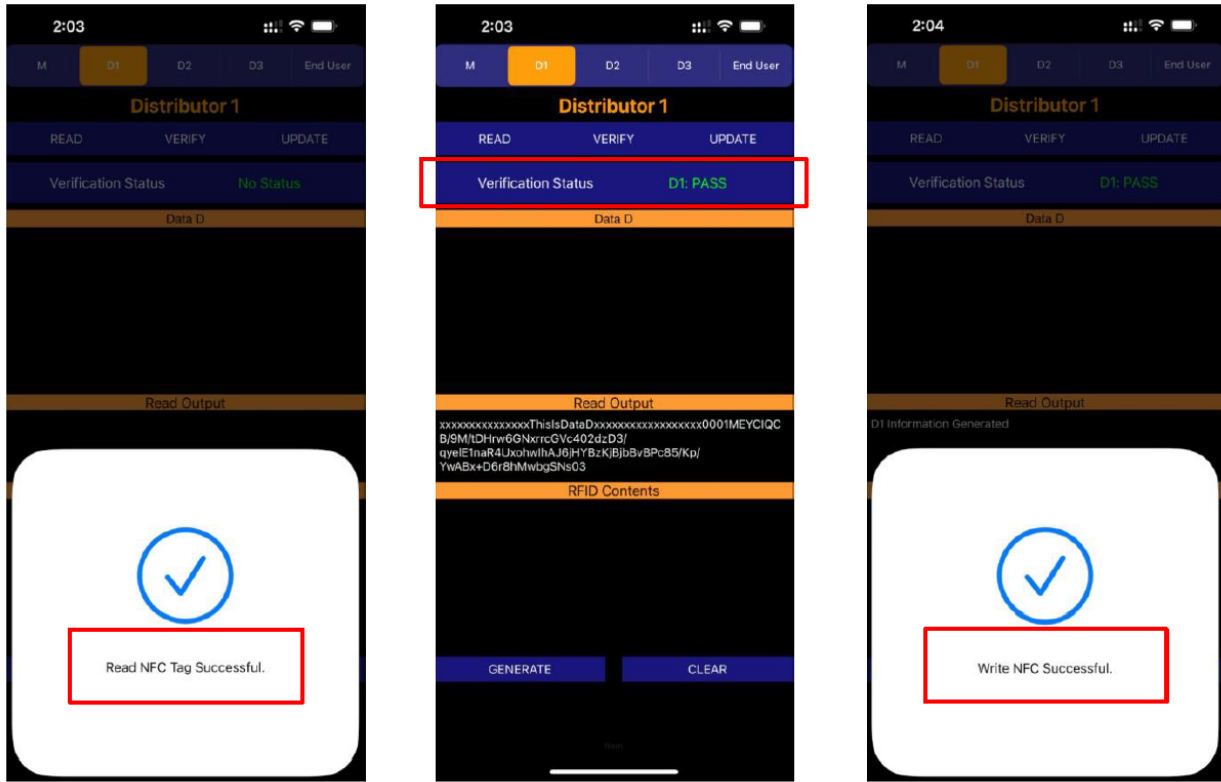 2:03
M D1 D2 D3 End User
Distributor 1
READ VERIFY UPDATE
Verification Status No Status
Data D
Read Output
Read NFC Tag Successful.
2:03
M D1 D2 D3 End User
Distributor 1
READ VERIFY UPDATE
Verification Status D1: PASS
Data D
Read Output
xxxxxxxxxxxxxxxThisIsDataDxxxxxxxxxxxxxxxxxxx0001MEYCIQC
B/9M/tDHrw6GNxrrcGVc402dzD3/
qyelE1naR4UxohwIhAJ6jHYBzKjBjbBvBPc85/Kp/
YwABx+D6r8hMwbgSNs03
RFID Contents
GENERATE CLEAR
2:04
M D1 D2 D3 End User
Distributor 1
READ VERIFY UPDATE
Verification Status D1: PASS
Data D
Read Output
D1 Information Generated
Write NFC Successful.